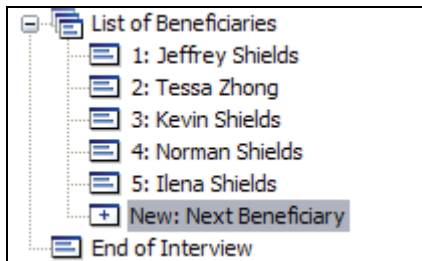 List of Beneficiaries
1: Jeffrey Shields
2: Tessa Zhong
3: Kevin Shields
4: Norman Shields
5: Ilena Shields
New: Next Beneficiary
End of Interview